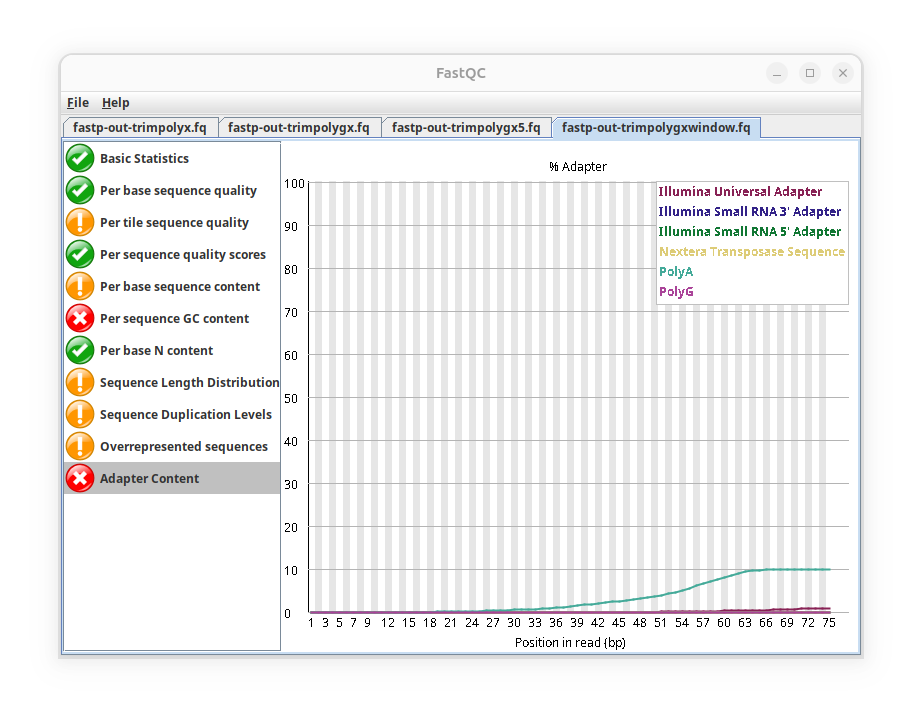 FastQC
File Help
fastp-out-trimpolyx.fq fastp-out-trimpolygx.fq fastp-out-trimpolygx5.fq fastp-out-trimpolygxwindow.fq
Basic Statistics
Per base sequence quality
Per tile sequence quality
Per sequence quality scores
Per base sequence content
Per sequence GC content
Per base N content
Sequence Length Distribution
Sequence Duplication Levels
Overrepresented sequences
Adapter Content
% Adapter
Illumina Universal Adapter
Illumina Small RNA 3' Adapter
Illumina Small RNA 5' Adapter
Nextera Transposase Sequence
PolyA
PolyG
100
90
80
70
60
50
40
30
20
10
0
1 3 5 7 9 12 15 18 21 24 27 30 33 36 39 42 45 48 51 54 57 60 63 66 69 72 75
Position in read (bp)